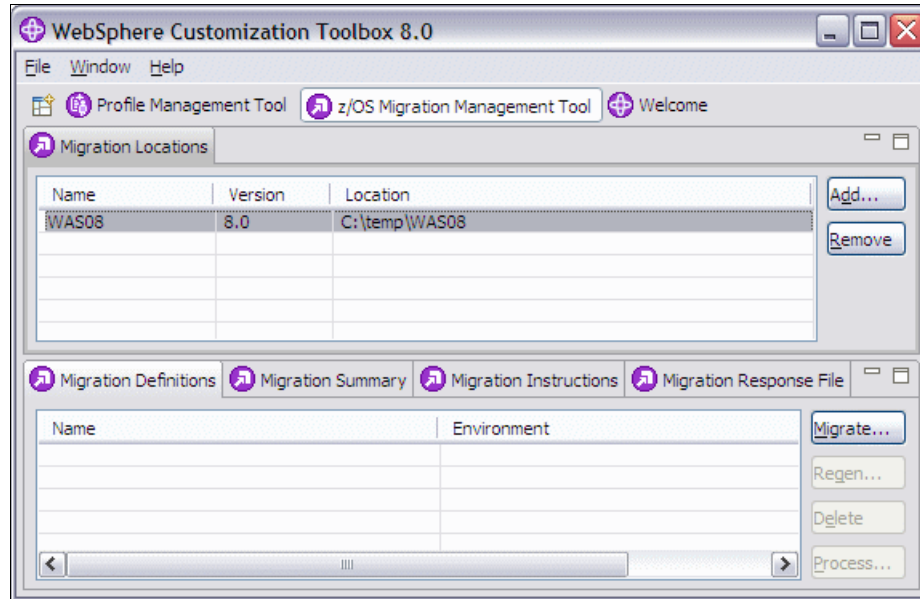 WebSphere Customization Toolbox 8.0
File Window Help
Profile Management Tool z/OS Migration Management Tool Welcome
Migration Locations
Name Version Location Add...
WAS08 8.0 C:\temp\WAS08
Remove
Migration Definitions Migration Summary Migration Instructions Migration Response File
Name Environment Migrate...
Regen...
Delete
Process...